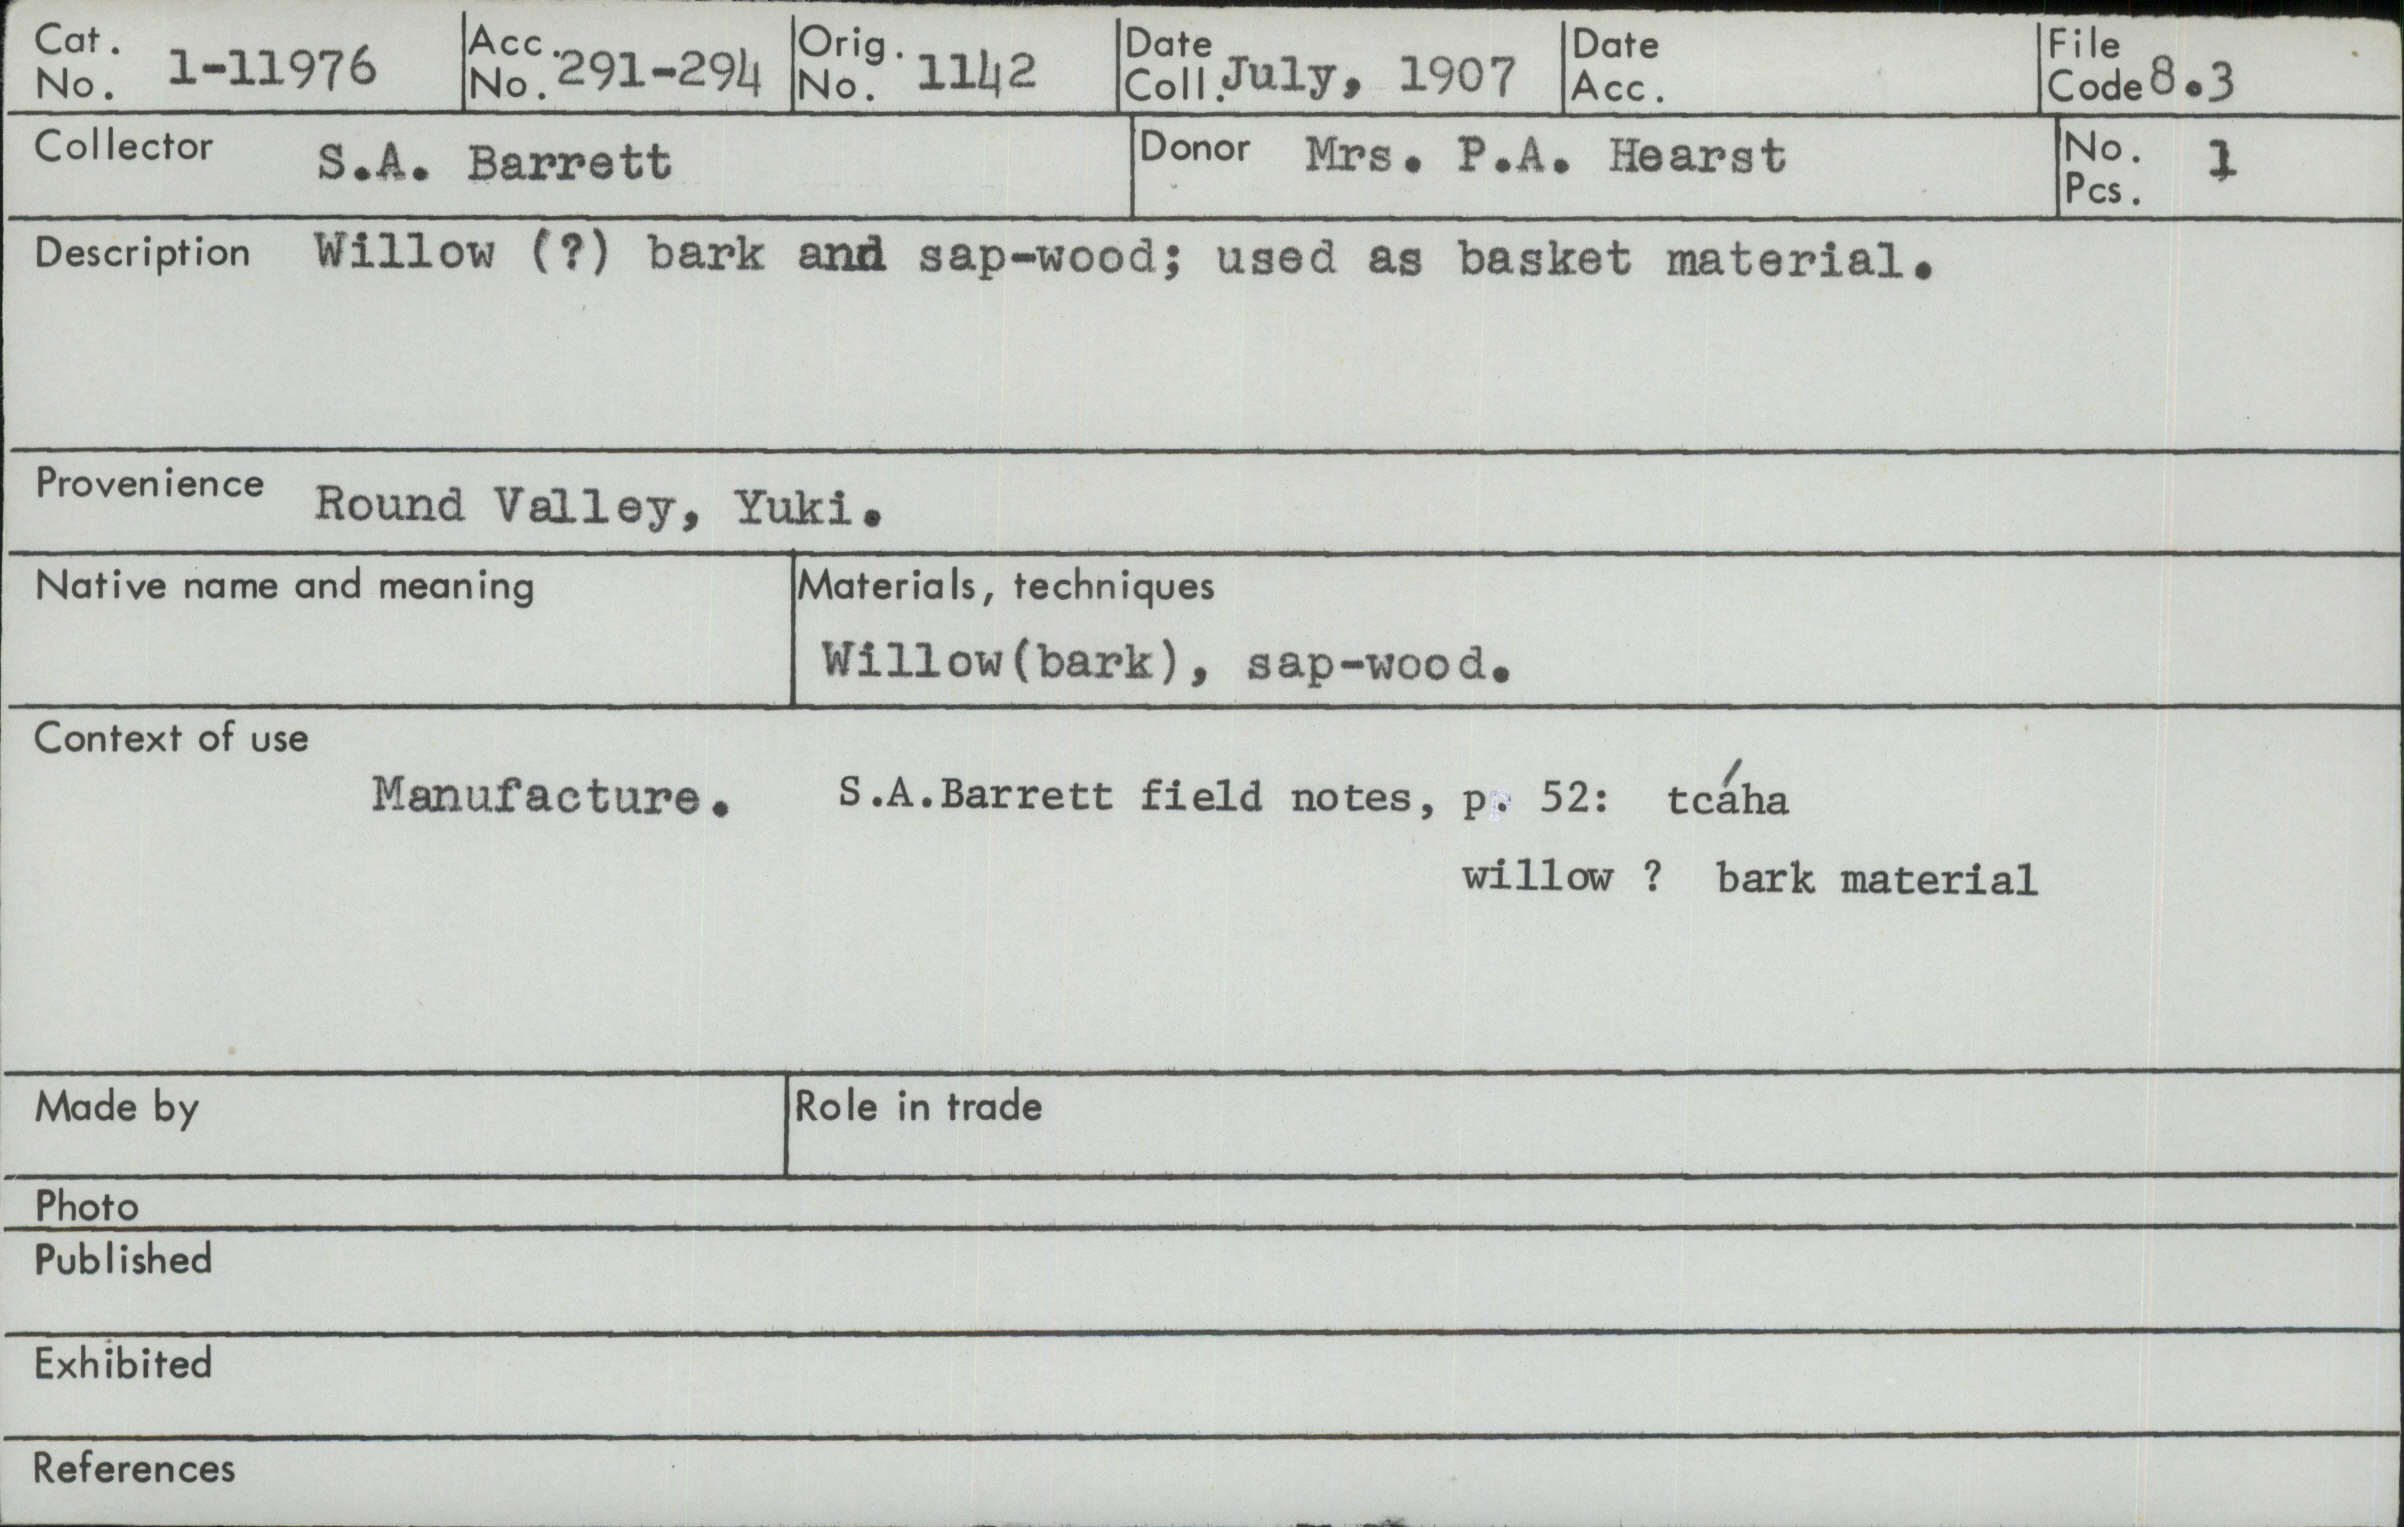 Cat. No. 1-11976 Acc. No. 291-294 Orig. No. 1142 Date Coll. July, 1907 Date Acc. File Code 8.3
Collector S.A. Barrett Donor Mrs. P.A. Hearst No. Pcs. 1
Description Willow (?) bark and sap-wood; used as basket material.
Provenience Round Valley, Yuki.
Native name and meaning Materials, techniques
Willow(bark), sap-wood.
Context of use
Manufacture. S.A.Barrett field notes, p. 52: tcáha
willow ? bark material
Made by Role in trade
Photo
Published
Exhibited
References